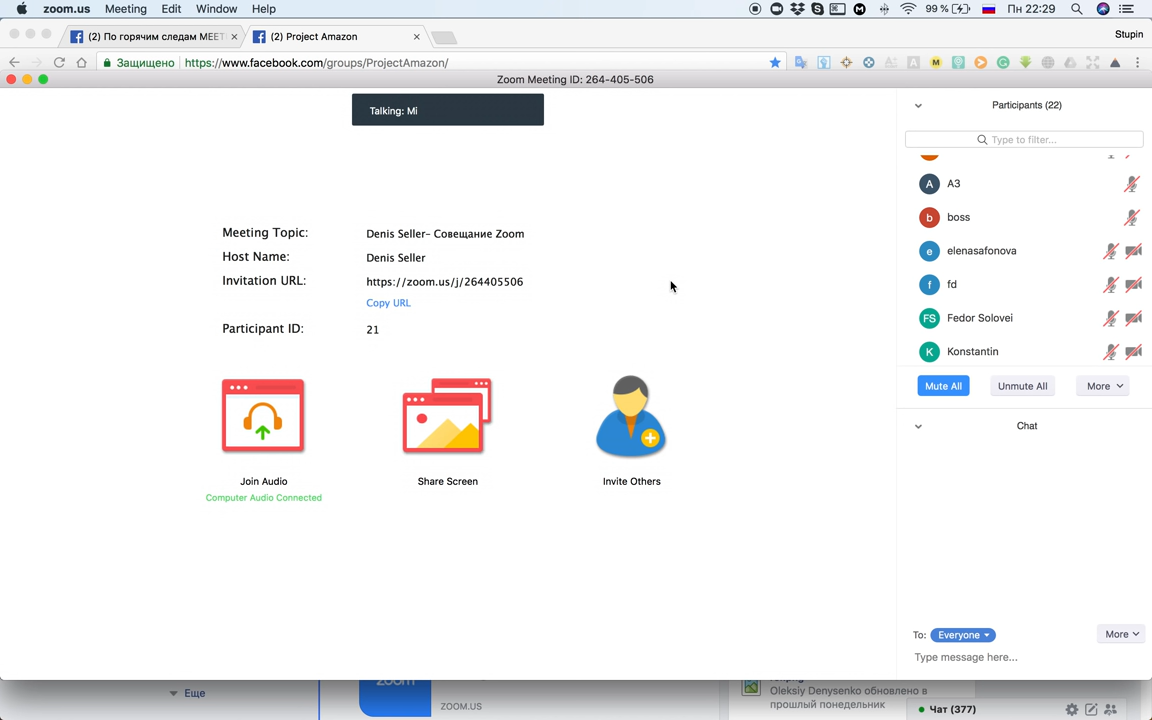 zoom.us Meeting Edit Window Help 99 % Пн 22:29
(2) По горячим следам MEET (2) Project Amazon Stupin
Защищено https://www.facebook.com/groups/ProjectAmazon/
Zoom Meeting ID: 264-405-506
Talking: Mi
Meeting Topic: Denis Seller- Совещание Zoom
Host Name: Denis Seller
Invitation URL: https://zoom.us/j/264405506
Copy URL
Participant ID: 21
Join Audio
Computer Audio Connected
Share Screen
Invite Others
Participants (22)
Type to filter...
A A3
b boss
e elenasafonova
f fd
FS Fedor Solovei
K Konstantin
Mute All Unmute All More
Chat
To: Everyone More
Type message here...
Еще
zoom
ZOOM.US
Oleksiy Denysenko обновлено в
прошлый понедельник
Чат (377)